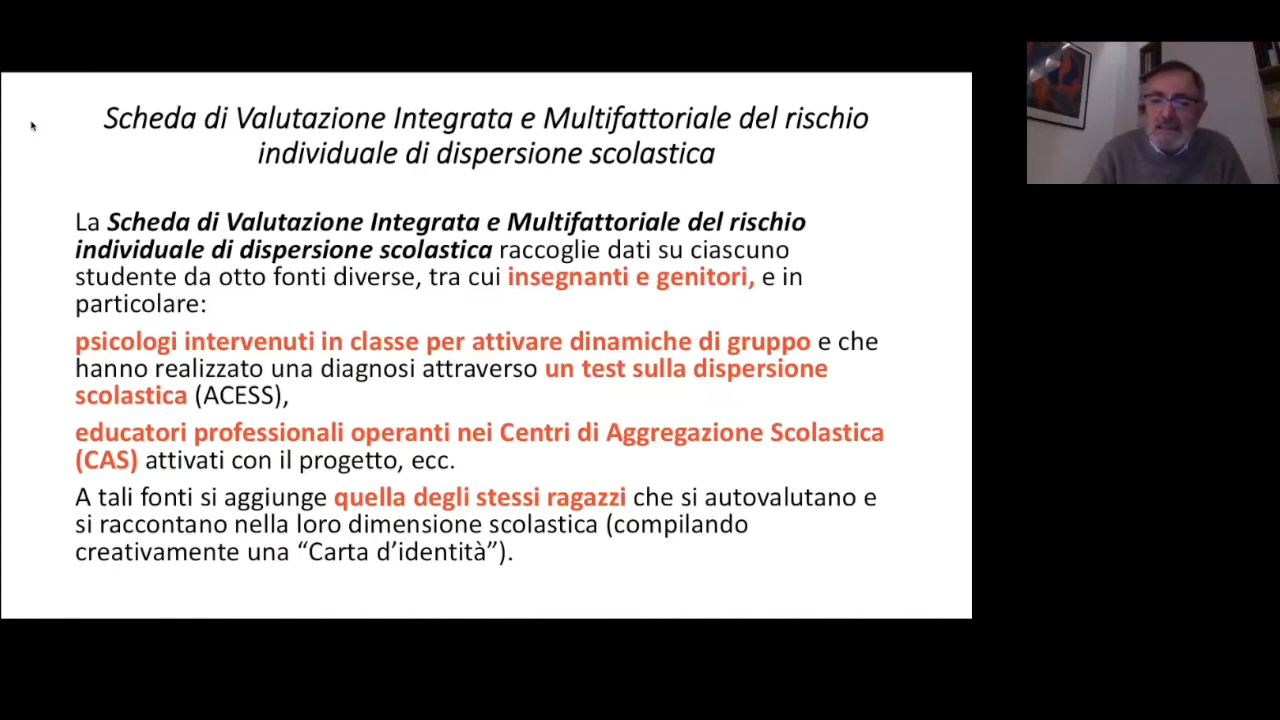 Scheda di Valutazione Integrata e Multifattoriale del rischio
individuale di dispersione scolastica
La Scheda di Valutazione Integrata e Multifattoriale del rischio
individuale di dispersione scolastica raccoglie dati su ciascuno
studente da otto fonti diverse, tra cui insegnanti e genitori, e in
particolare:
psicologi intervenuti in classe per attivare dinamiche di gruppo e che
hanno realizzato una diagnosi attraverso un test sulla dispersione
scolastica (ACESS),
educatori professionali operanti nei Centri di Aggregazione Scolastica
(CAS) attivati con il progetto, ecc.
A tali fonti si aggiunge quella degli stessi ragazzi che si autovalutano e
si raccontano nella loro dimensione scolastica (compilando
creativamente una “Carta d’identità”).